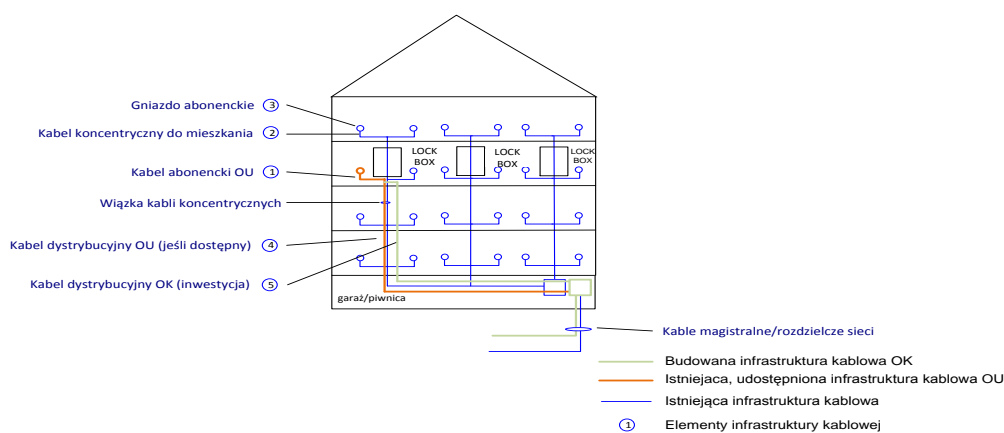 Gniazdo abonenckie 3
Kabel koncentryczny do mieszkania 2
LOCK BOX
LOCK BOX
LOCK BOX
Kabel abonencki OU 1
Wiązka kabli koncentrycznych
Kabel dystrybucyjny OU (jeśli dostępny) 4
Kabel dystrybucyjny OK (inwestycja) 5
garaż/piwnica
Kable magistralne/rozdzielcze sieci
Budowana infrastruktura kablowa OK
Istniejaca, udostępniona infrastruktura kablowa OU
Istniejąca infrastruktura kablowa
1 Elementy infrastruktury kablowej